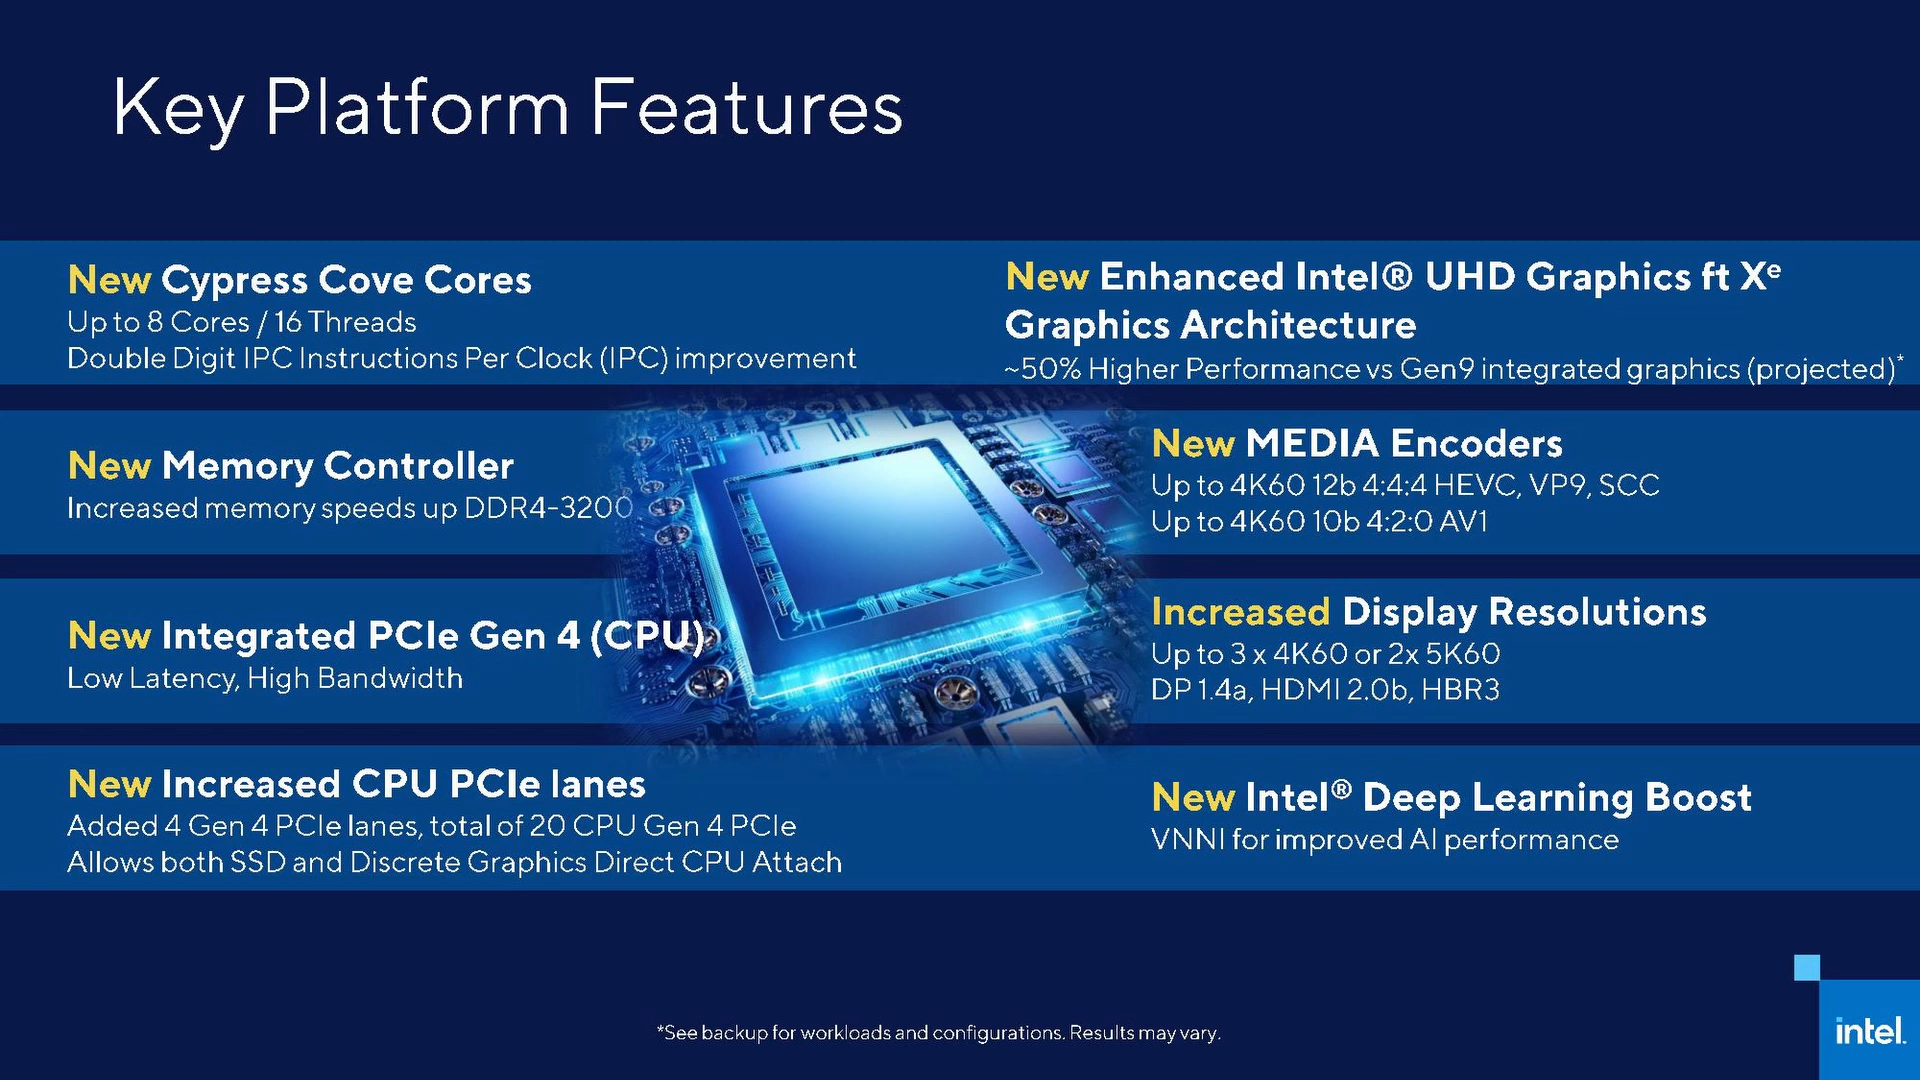 Key Platform Features
New Cypress Cove Cores
Up to 8 Cores / 16 Threads
Double Digit IPC Instructions Per Clock (IPC) improvement
New Memory Controller
Increased memory speeds up DDR4-3200
New Integrated PCIe Gen 4 (CPU)
Low Latency, High Bandwidth
New Increased CPU PCIe lanes
Added 4 Gen 4 PCIe lanes, total of 20 CPU Gen 4 PCIe
Allows both SSD and Discrete Graphics Direct CPU Attach
New Enhanced Intel® UHD Graphics ft Xᵉ
Graphics Architecture
~50% Higher Performance vs Gen9 integrated graphics (projected)*
New MEDIA Encoders
Up to 4K60 12b 4:4:4 HEVC, VP9, SCC
Up to 4K60 10b 4:2:0 AV1
Increased Display Resolutions
Up to 3 x 4K60 or 2x 5K60
DP 1.4a, HDMI 2.0b, HBR3
New Intel® Deep Learning Boost
VNNI for improved AI performance
*See backup for workloads and configurations. Results may vary.
intel.